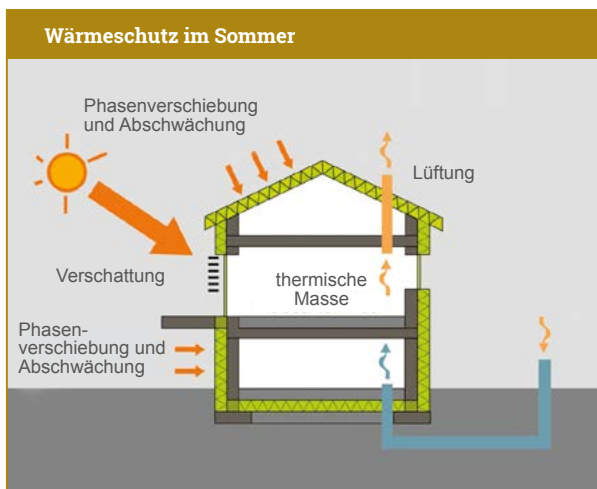 Wärmeschutz im Sommer
Phasenverschiebung
und Abschwächung
Lüftung
Verschattung
thermische
Masse
Phasen-
verschiebung und
Abschwächung